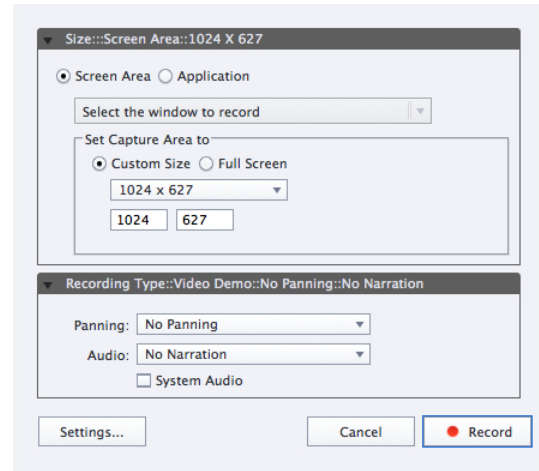 Size:::Screen Area::1024 X 627
Screen Area Application
Select the window to record
Set Capture Area to
Custom Size Full Screen
1024 x 627
1024 627
Recording Type::Video Demo::No Panning::No Narration
Panning: No Panning
Audio: No Narration
System Audio
Settings... Cancel Record